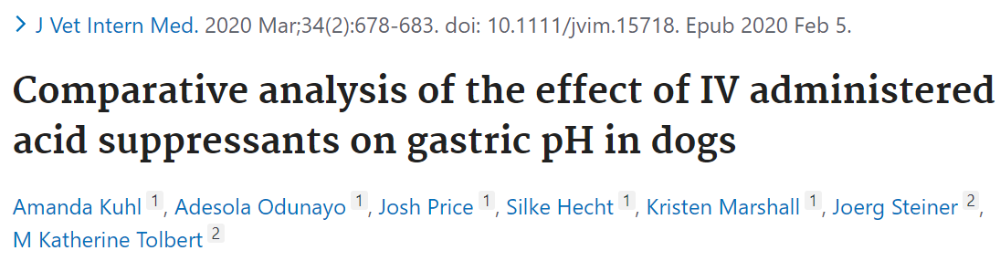 J Vet Intern Med. 2020 Mar;34(2):678-683. doi: 10.1111/jvim.15718. Epub 2020 Feb 5.
Comparative analysis of the effect of IV administered
acid suppressants on gastric pH in dogs
Amanda Kuhl 1, Adesola Odunayo 1, Josh Price 1, Silke Hecht 1, Kristen Marshall 1, Joerg Steiner 2,
M Katherine Tolbert 2